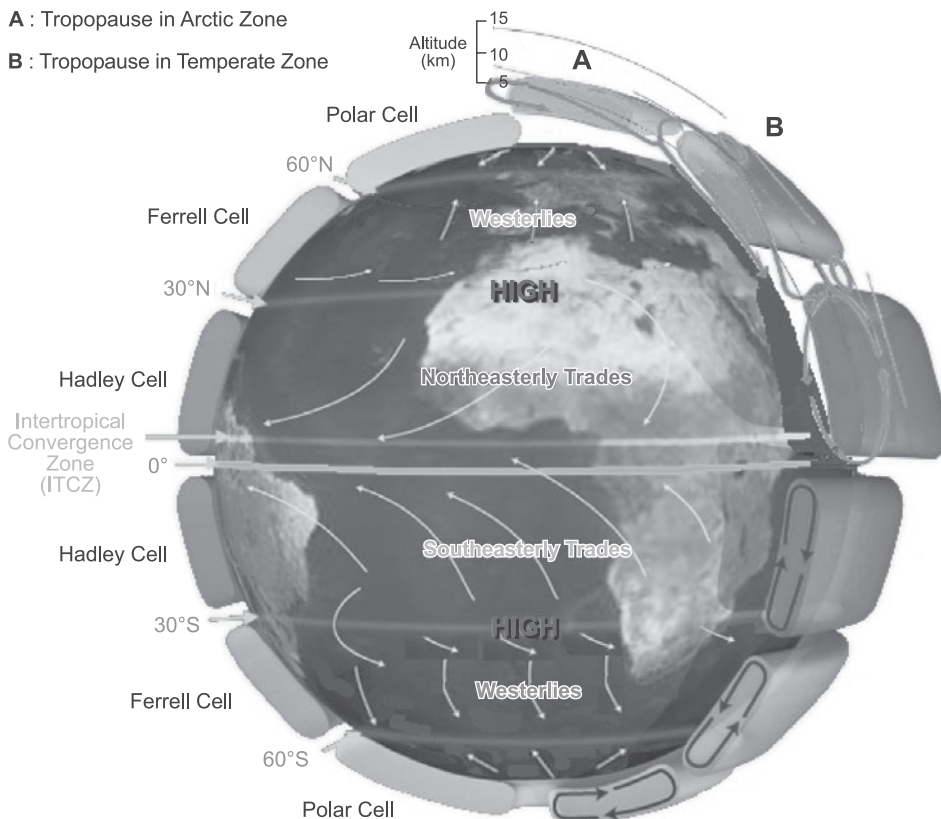 A : Tropopause in Arctic Zone
B : Tropopause in Temperate Zone
Altitude
(km)
15
10
5
A
B
Polar Cell
60°N
Westerlies
Ferrell Cell
30°N
HIGH
Hadley Cell
Northeasterly Trades
Intertropical
Convergence
Zone
(ITCZ)
0°
Hadley Cell
Southeasterly Trades
30°S
HIGH
Ferrell Cell
Westerlies
60°S
Polar Cell